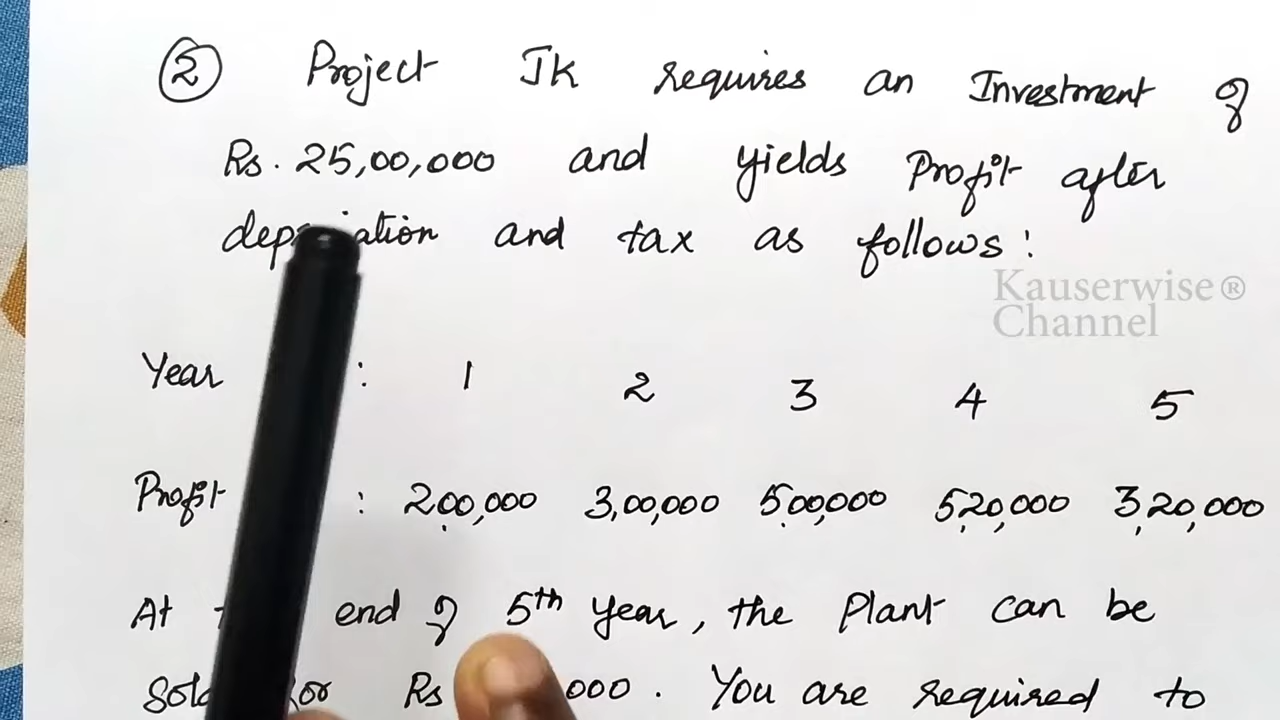 2 Project JK requires an Investment of
Rs. 25,00,000 and yields Profit after
and tax as follows:
Kauserwise®
Channel
Year : 1 2 3 4 5
Profit : 2,00,000 3,00,000 5,00,000 5,20,000 3,20,000
At end of 5th year, the Plant can be
Rs 000. You are required to